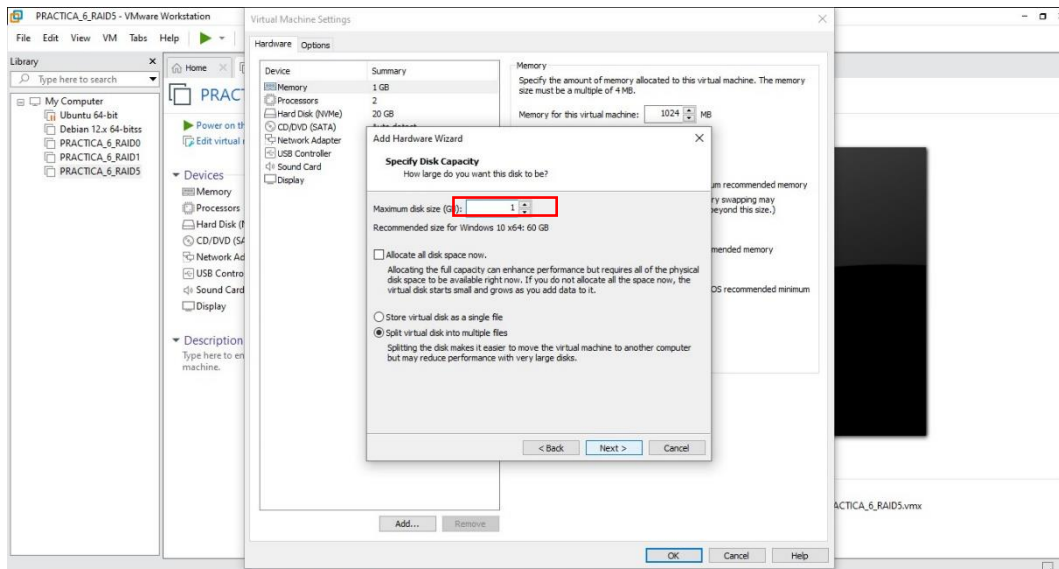 PRACTICA_6_RAID5 - VMware Workstation
File Edit View VM Tabs Help
Library
Type here to search
My Computer
Ubuntu 64-bit
Debian 12.x 64-bitss
PRACTICA_6_RAID0
PRACTICA_6_RAID1
PRACTICA_6_RAID5
Home
PRACT
Power on th
Edit virtual
Devices
Memory
Processors
Hard Disk (
CD/DVD (SA
Network Ad
USB Contro
Sound Card
Display
Description
Type here to en
machine.
Virtual Machine Settings
Hardware Options
Device Summary
Memory 1 GB
Processors 2
Hard Disk (NVMe) 20 GB
CD/DVD (SATA)
Network Adapter
USB Controller
Sound Card
Display
Add... Remove
Memory
Specify the amount of memory allocated to this virtual machine. The memory
size must be a multiple of 4 MB.
Memory for this virtual machine: 1024 MB
um recommended memory
ry swapping may
beyond this size.)
mended memory
OS recommended minimum
Add Hardware Wizard
Specify Disk Capacity
How large do you want this disk to be?
Maximum disk size (G): 1
Recommended size for Windows 10 x64: 60 GB
Allocate all disk space now.
Allocating the full capacity can enhance performance but requires all of the physical
disk space to be available right now. If you do not allocate all the space now, the
virtual disk starts small and grows as you add data to it.
Store virtual disk as a single file
Split virtual disk into multiple files
Splitting the disk makes it easier to move the virtual machine to another computer
but may reduce performance with very large disks.
< Back Next > Cancel
ACTICA_6_RAID5.vmx
OK Cancel Help